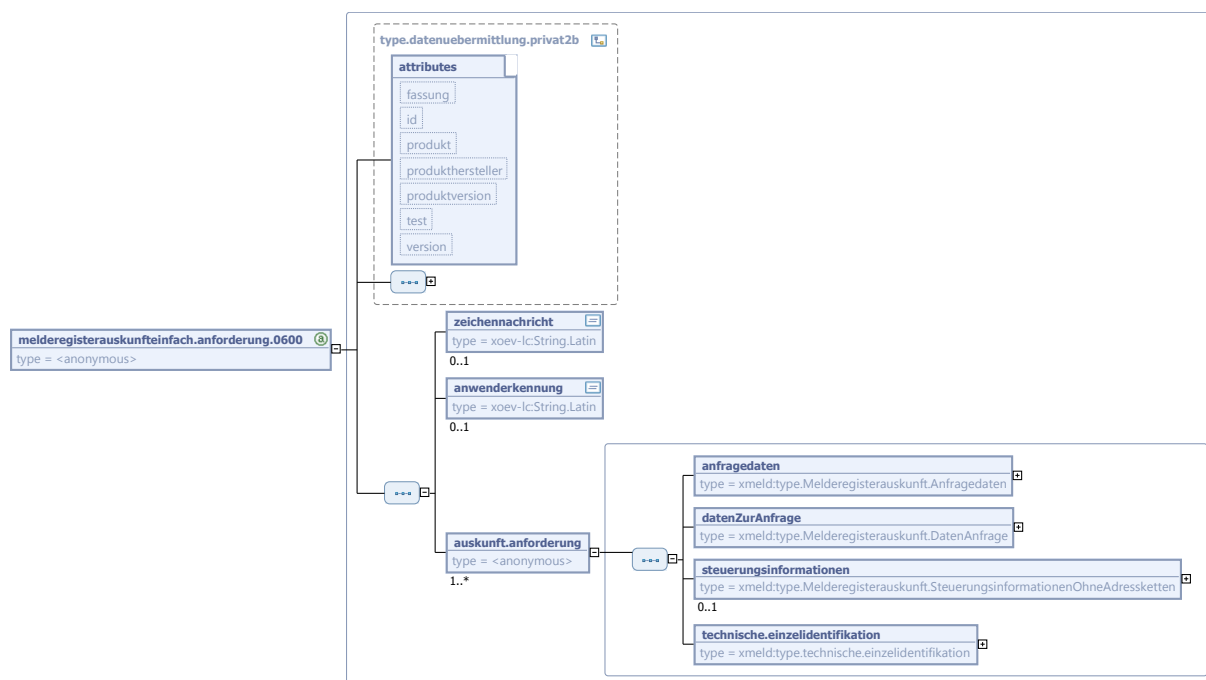 type.datenuebermittlung.privat2b
attributes
fassung
id
produkt
produkthersteller
produktversion
test
version
melderegisterauskunfteinfach.anforderung.0600 a
type = <anonymous>
zeichennachricht
type = xoev-lc:String.Latin
0..1
anwenderkennung
type = xoev-lc:String.Latin
0..1
auskunft.anforderung
type = <anonymous>
1..*
anfragedaten
type = xmeld:type.Melderegisterauskunft.Anfragedaten
datenZurAnfrage
type = xmeld:type.Melderegisterauskunft.DatenAnfrage
steuerungsinformationen
type = xmeld:type.Melderegisterauskunft.SteuerungsinformationenOhneAdressketten
0..1
technische.einzelidentifikation
type = xmeld:type.technische.einzelidentifikation